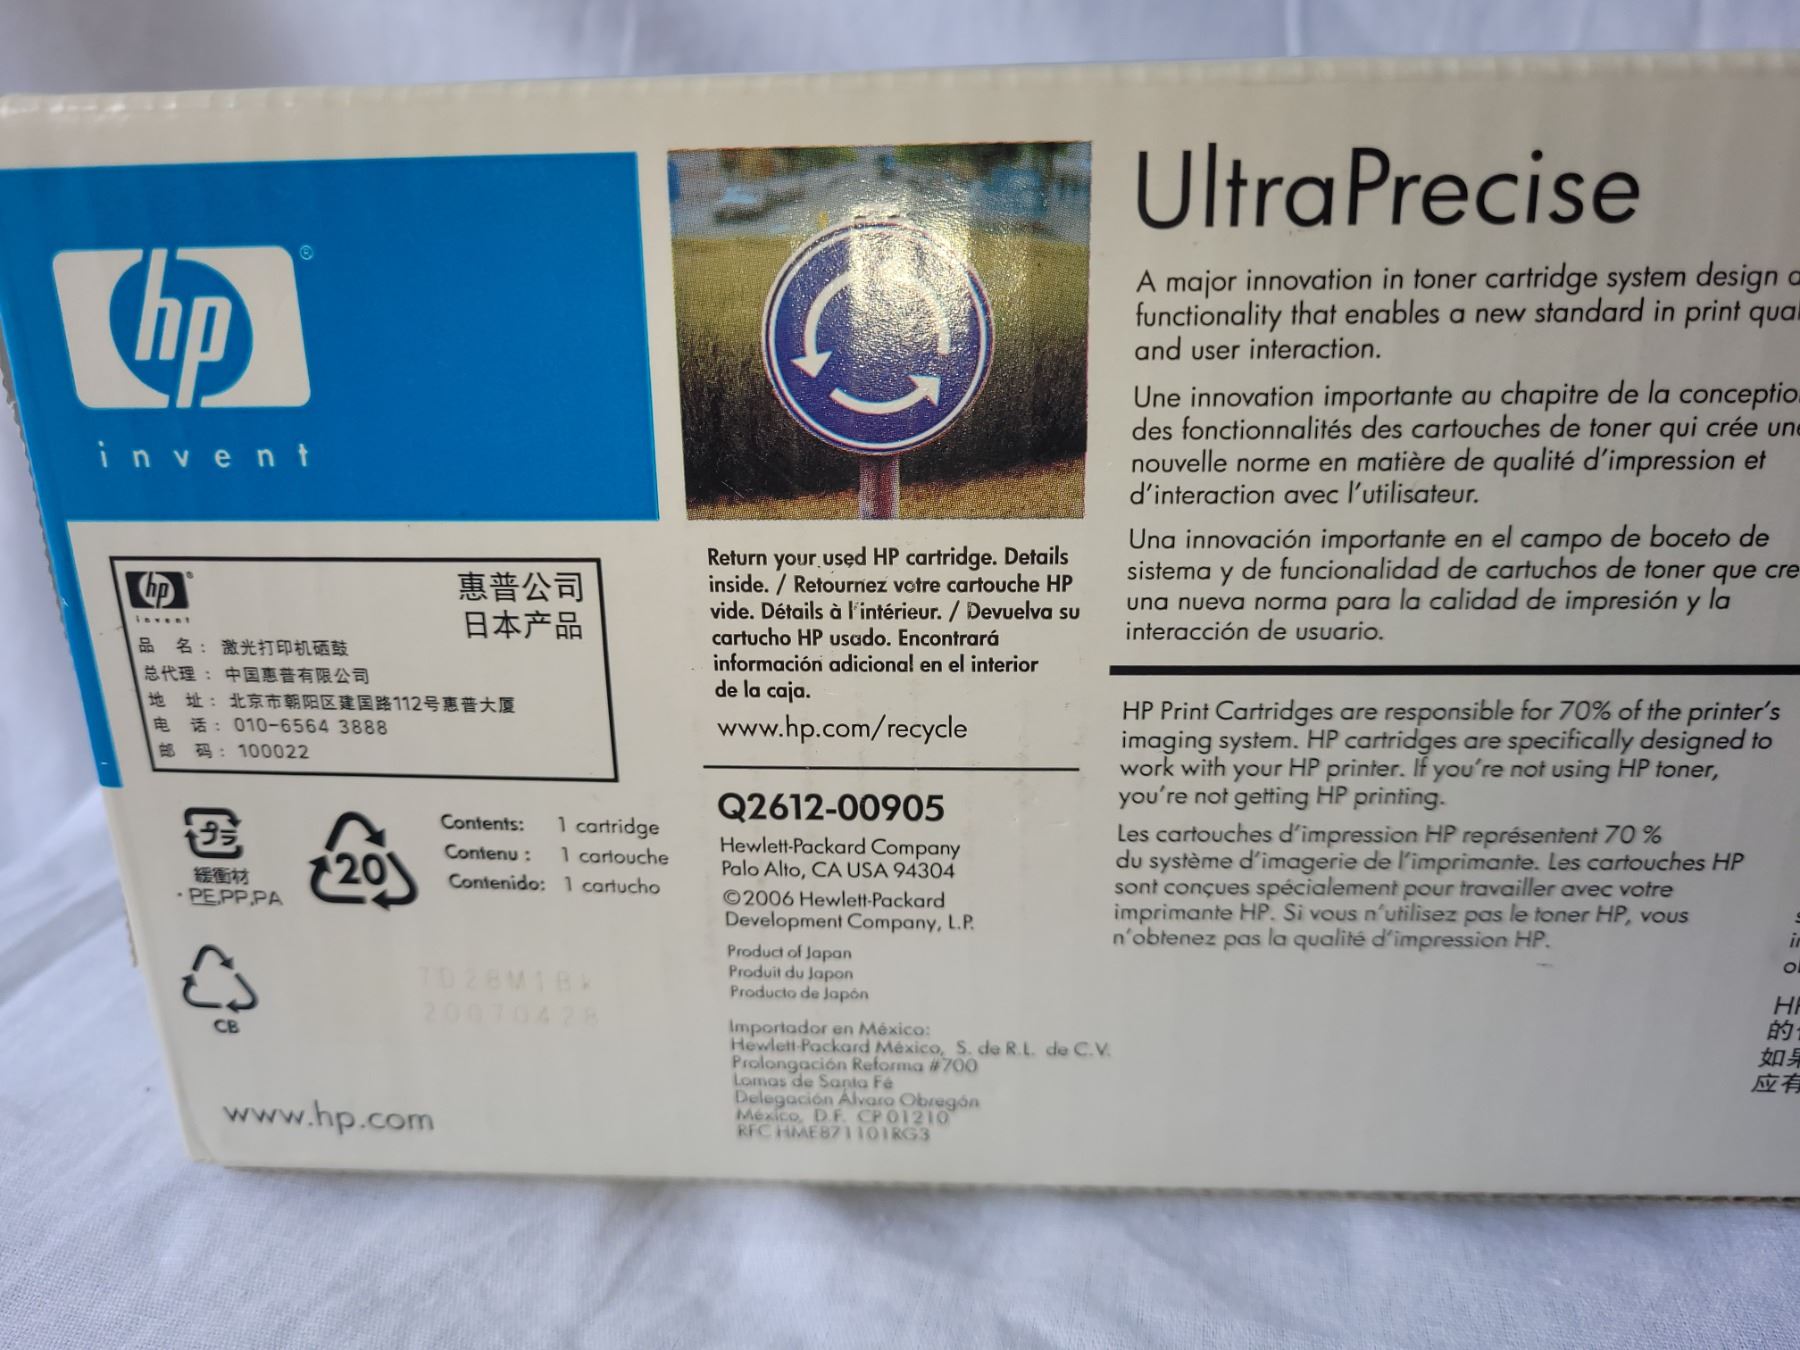 hp®
invent
hp®
invent
惠普公司
日本产品
品 名: 激光打印机硒鼓
总代理: 中国惠普有限公司
地 址: 北京市朝阳区建国路112号惠普大厦
电 话: 010-6564 3888
邮 码: 100022
プラ
緩衝材
・PE,PP,PA
20
Contents: 1 cartridge
Contenu : 1 cartouche
Contenido: 1 cartucho
CB
7D28M1B
20070428
www.hp.com
Return your used HP cartridge. Details
inside. / Retournez votre cartouche HP
vide. Détails à l'intérieur. / Devuelva su
cartucho HP usado. Encontrará
información adicional en el interior
de la caja.
www.hp.com/recycle
Q2612-00905
Hewlett-Packard Company
Palo Alto, CA USA 94304
©2006 Hewlett-Packard
Development Company, L.P.
Product of Japan
Produit du Japon
Producto de Japón
Importador en México:
Hewlett-Packard México, S. de R.L. de C.V.
Prolongación Reforma #700
Lomas de Santa Fé
Delegación Álvaro Obregón
México, D.F. CP 01210
RFC HME871101RG3
UltraPrecise
A major innovation in toner cartridge system design
functionality that enables a new standard in print
and user interaction.
Une innovation importante au chapitre de la
des fonctionnalités des cartouches de toner qui crée
nouvelle norme en matière de qualité d'impression et
d'interaction avec l'utilisateur.
Una innovación importante en el campo de boceto de
sistema y de funcionalidad de cartuchos de toner que
una nueva norma para la calidad de impresión y la
interacción de usuario.
HP Print Cartridges are responsible for 70% of the printer's
imaging system. HP cartridges are specifically designed to
work with your HP printer. If you're not using HP toner,
you're not getting HP printing.
Les cartouches d'impression HP représentent 70 %
du système d'imagerie de l'imprimante. Les cartouches HP
sont conçues spécialement pour travailler avec votre
imprimante HP. Si vous n'utilisez pas le toner HP, vous
n'obtenez pas la qualité d'impression HP.
的
如果
应有